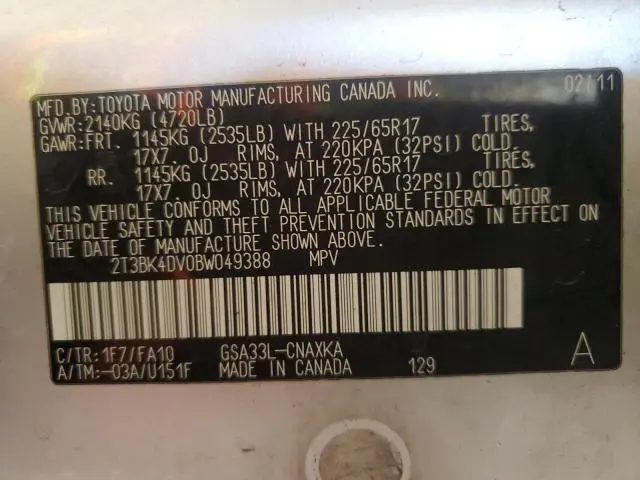 MFD.BY:TOYOTA MOTOR MANUFACTURING CANADA INC. 02/11
GVWR:2140KG (4720LB)
GAWR:FRT. 1145KG (2535LB) WITH 225/65R17 TIRES,
17X7. 0J RIMS, AT 220KPA (32PSI) COLD.
RR. 1145KG (2535LB) WITH 225/65R17 TIRES,
17X7 0J RIMS, AT 220KPA (32PSI) COLD.
THIS VEHICLE CONFORMS TO ALL APPLICABLE FEDERAL MOTOR
VEHICLE SAFETY AND THEFT PREVENTION STANDARDS IN EFFECT ON
THE DATE OF MANUFACTURE SHOWN ABOVE.
2T3BK4DV0BW049388 MPV
C/TR:1F7/FA10 GSA33L-CNAXKA A
A/TM:-03A/U151F MADE IN CANADA 129